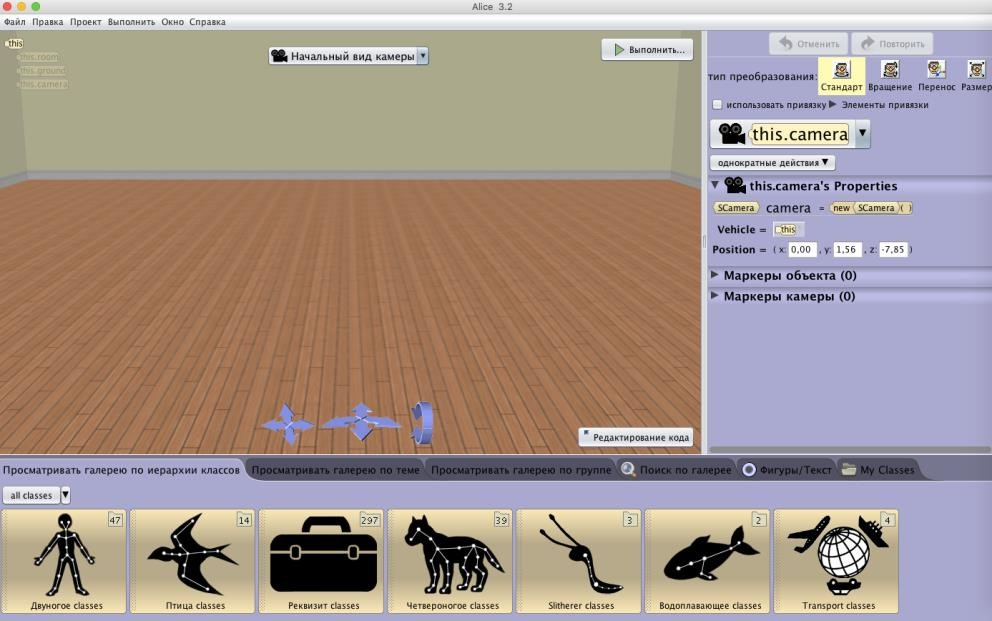 Alice 3.2
Файл Правка Проект Выполнить Окно Справка
this
this.room
this.ground
this.camera
Начальный вид камеры
Выполнить...
Редактирование кода
Отменить Повторить
тип преобразования: Стандарт Вращение Перенос Размер
использовать привязку Элементы привязки
this.camera
однократные действия
this.camera's Properties
SCamera camera = new SCamera ( )
Vehicle = this
Position = ( x: 0,00 , y: 1,56 , z: -7,85 )
Маркеры объекта (0)
Маркеры камеры (0)
Просматривать галерею по иерархии классов Просматривать галерею по теме Просматривать галерею по группе Поиск по галерее Фигуры/Текст My Classes
all classes
47 14 297 39 3 2 4
Двуногое classes Птица classes Реквизит classes Четвероногое classes Slitherer classes Водоплавающее classes Transport classes